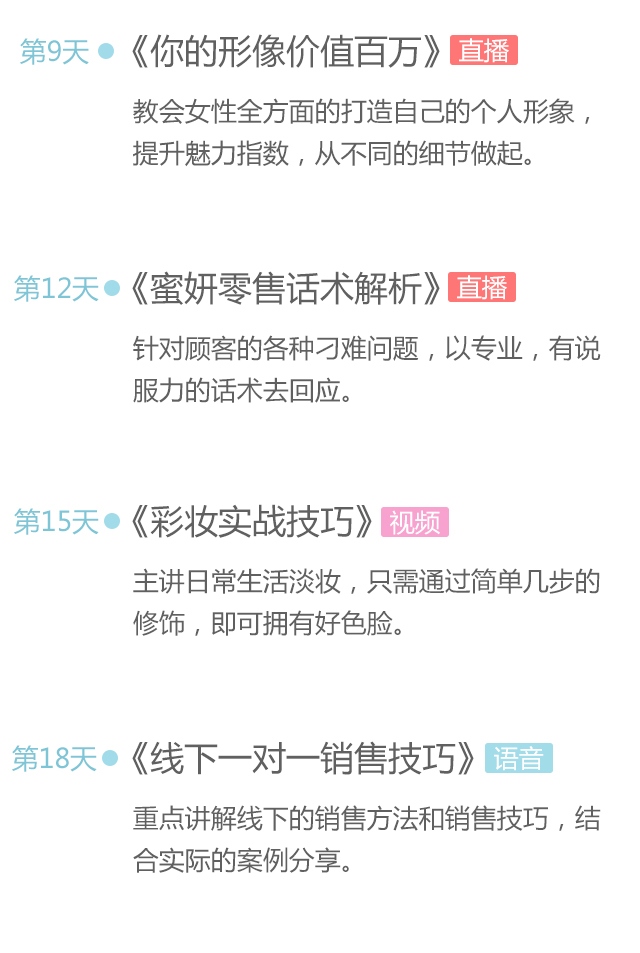 第9天 《你的形像价值百万》 直播
教会女性全方面的打造自己的个人形象，
提升魅力指数，从不同的细节做起。
第12天 《蜜妍零售话术解析》 直播
针对顾客的各种刁难问题，以专业，有说
服力的话术去回应。
第15天 《彩妆实战技巧》 视频
主讲日常生活淡妆，只需通过简单几步的
修饰，即可拥有好色脸。
第18天 《线下一对一销售技巧》 语音
重点讲解线下的销售方法和销售技巧，结
合实际的案例分享。